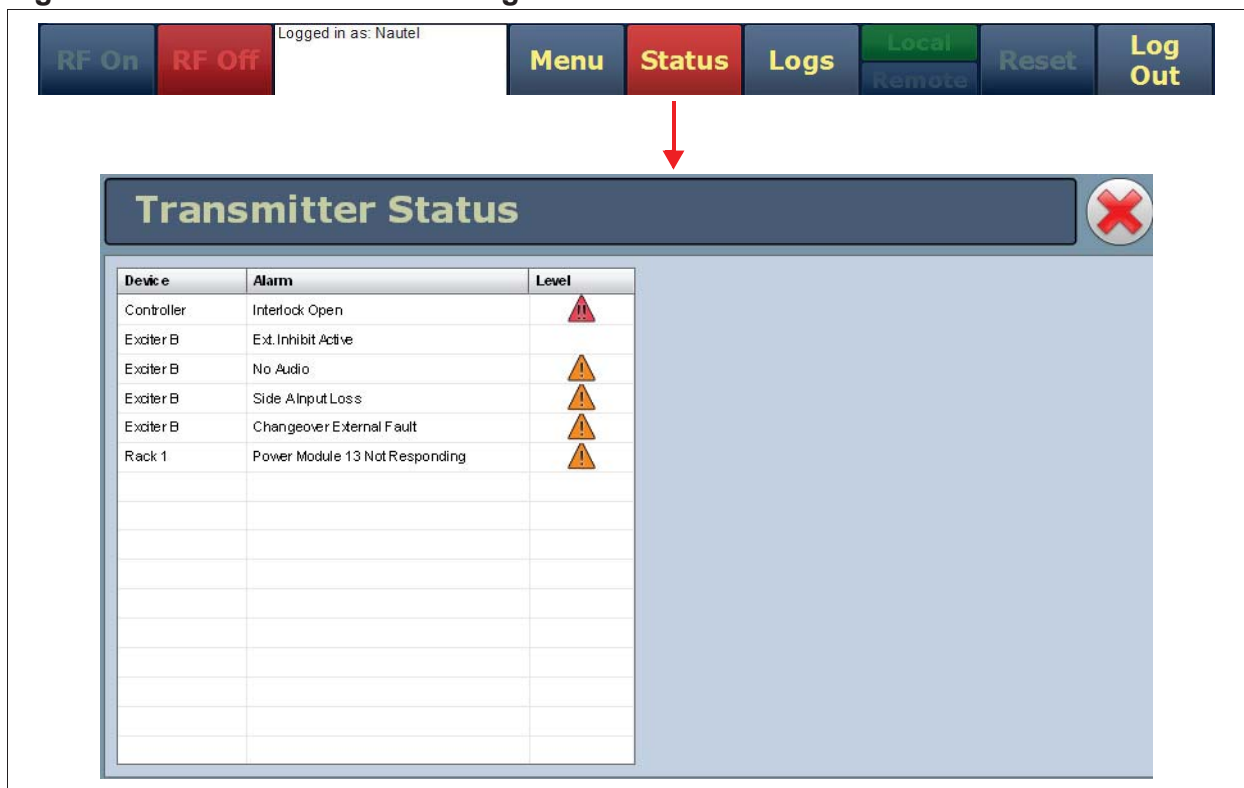 Logged in as: Nautel
RF On RF Off Menu Status Logs Local Remote Reset Log Out
Transmitter Status
Device Alarm Level
Controller Interlock Open
Exciter B Ext. Inhibit Active
Exciter B No Audio
Exciter B Side A Input Loss
Exciter B Changeover External Fault
Rack 1 Power Module 13 Not Responding